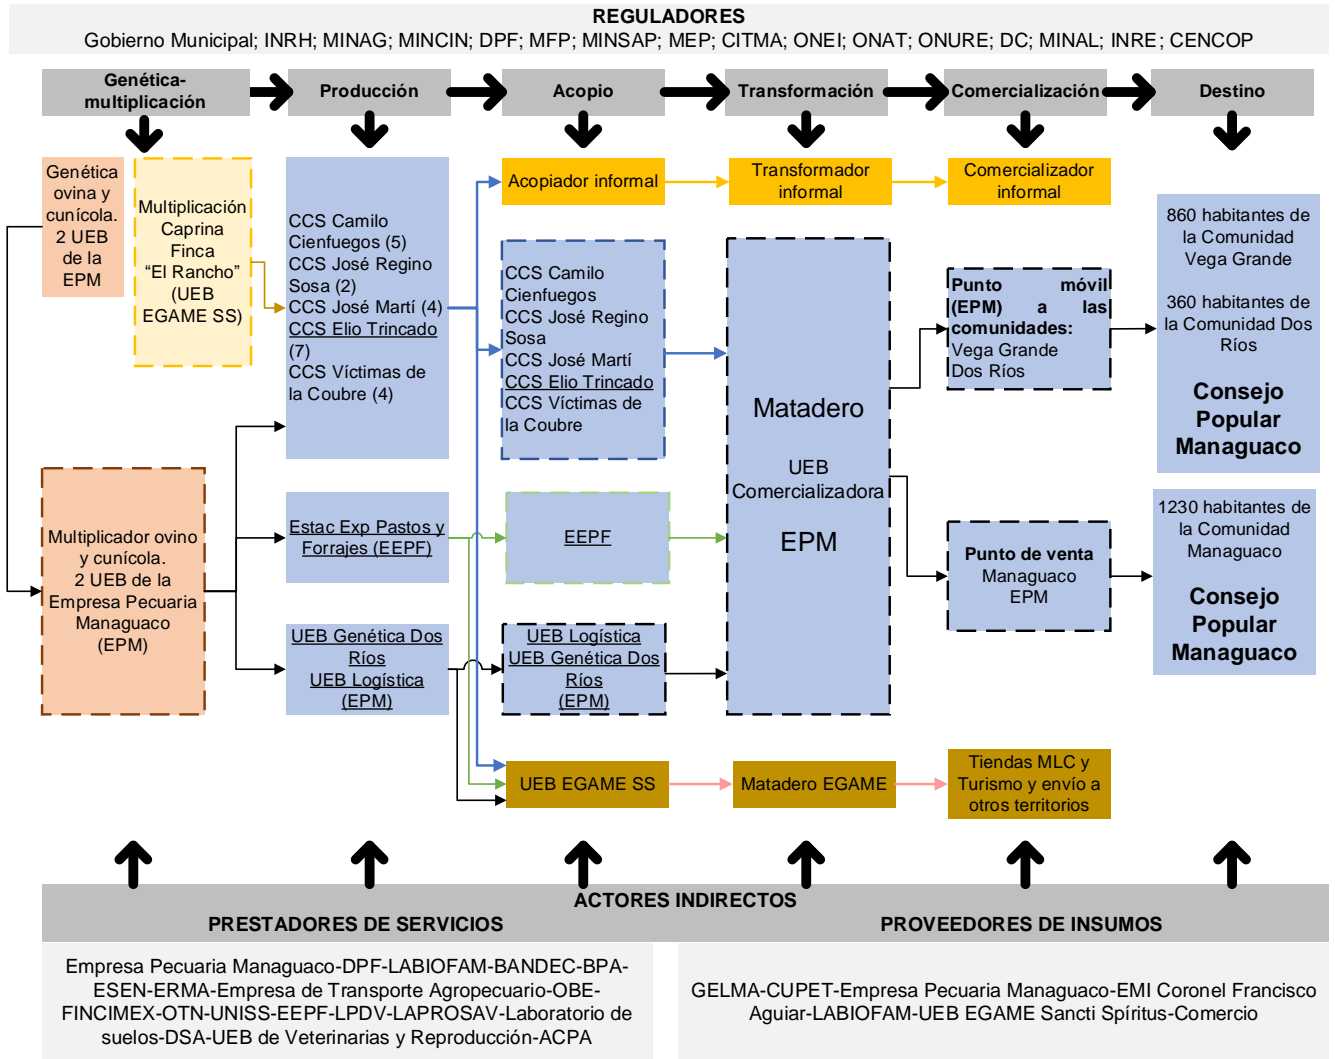 REGULADORES
Gobierno Municipal; INRH; MINAG; MINCIN; DPF; MFP; MINSAP; MEP; CITMA; ONEI; ONAT; ONURE; DC; MINAL; INRE; CENCOP
Genética-
multiplicación
Producción
Acopio
Transformación
Comercialización
Destino
Genética
ovina y
cunícola.
2 UEB
de la
EPM
Multiplicación
Caprina
Finca
“El Rancho”
(UEB
EGAME SS)
Multiplicador ovino
y cunícola.
2 UEB de la
Empresa Pecuaria
Managuaco
(EPM)
CCS Camilo
Cienfuegos (5)
CCS José Regino
Sosa (2)
CCS José Martí (4)
CCS Elio Trincado
(7)
CCS Víctimas de
la Coubre (4)
Estac Exp Pastos y
Forrajes (EEPF)
UEB Genética Dos
Ríos
UEB Logística
(EPM)
Acopiador informal
CCS Camilo
Cienfuegos
CCS José Regino
Sosa
CCS José Martí
CCS Elio Trincado
CCS Víctimas de
la Coubre
EEPF
UEB Logística
UEB Genética Dos
Ríos
(EPM)
UEB EGAME SS
Transformador
informal
Matadero
UEB
Comercializadora
EPM
Matadero EGAME
Comercializador
informal
Punto móvil
(EPM) a las
comunidades:
Vega Grande
Dos Ríos
Punto de venta
Managuaco
EPM
Tiendas MLC y
Turismo y envío a
otros territorios
860 habitantes de
la Comunidad
Vega Grande
360 habitantes de
la Comunidad Dos
Ríos
Consejo
Popular
Managuaco
1230 habitantes de
la Comunidad
Managuaco
Consejo
Popular
Managuaco
ACTORES INDIRECTOS
PRESTADORES DE SERVICIOS
PROVEEDORES DE INSUMOS
Empresa Pecuaria Managuaco-DPF-LABIOFAM-BANDEC-BPA-
ESEN-ERMA-Empresa de Transporte Agropecuario-OBE-
FINCIMEX-OTN-UNISS-EEPF-LPDV-LAPROSAV-Laboratorio de
suelos-DSA-UEB de Veterinarias y Reproducción-ACPA
GELMA-CUPET-Empresa Pecuaria Managuaco-EMI Coronel Francisco
Aguiar-LABIOFAM-UEB EGAME Sancti Spíritus-Comercio